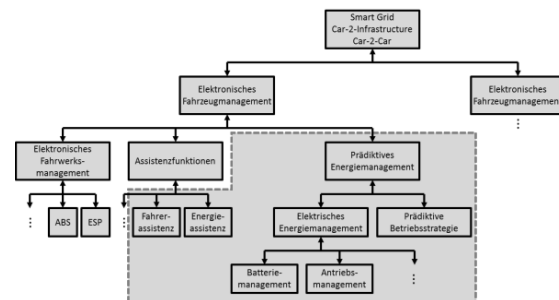 Smart Grid
Car-2-Infrastructure
Car-2-Car
Elektronisches
Fahrzeugmanagement
Elektronisches
Fahrzeugmanagement
⋮
Elektronisches
Fahrwerks-
management
Assistenzfunktionen
Prädiktives
Energiemanagement
⋮
ABS
ESP
⋮
Fahrer-
assistenz
Energie-
assistenz
Elektrisches
Energiemanagement
Prädiktive
Betriebsstrategie
Batterie-
management
Antriebs-
management
⋮